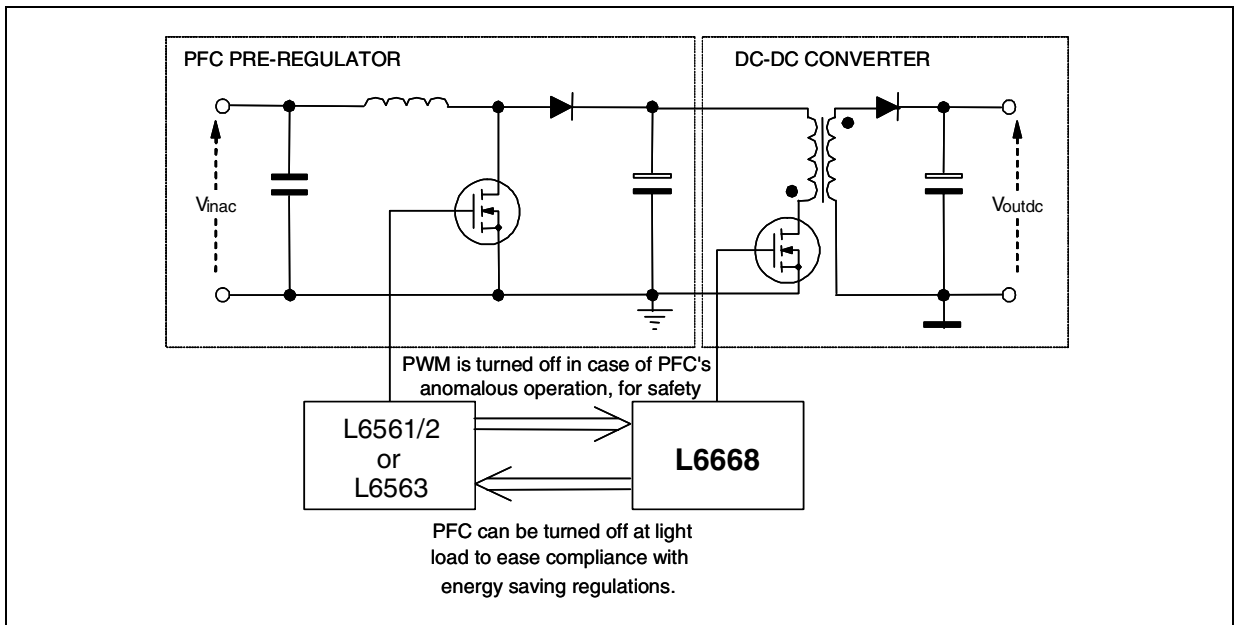 PFC PRE-REGULATOR
DC-DC CONVERTER
Vinac
Voutdc
PWM is turned off in case of PFC's
anomalous operation, for safety
L6561/2
or
L6563
L6668
PFC can be turned off at light
load to ease compliance with
energy saving regulations.